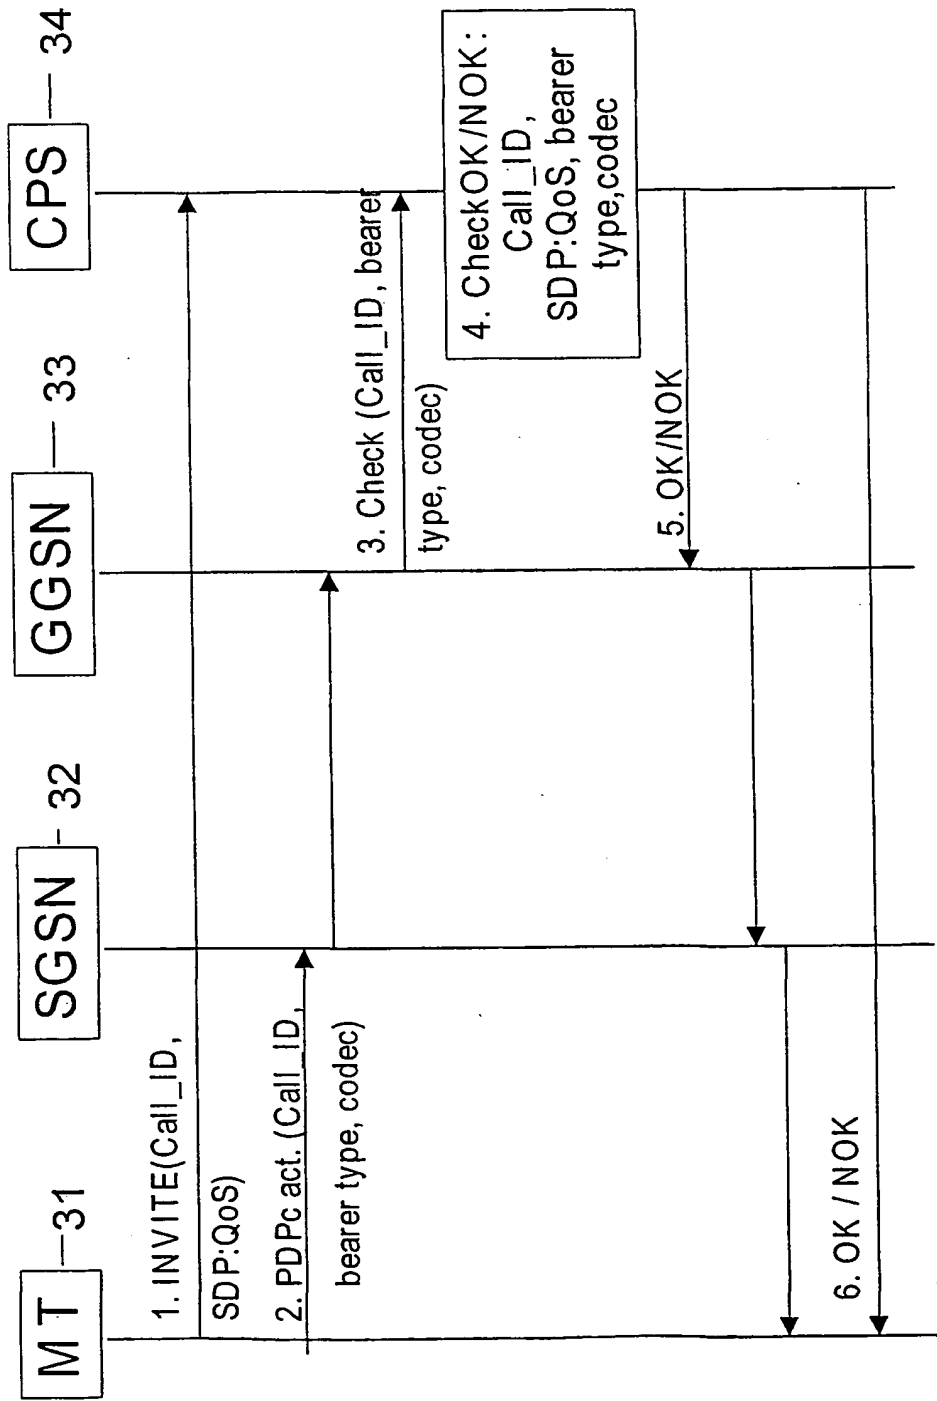 MT
31
SGSN
32
GGSN
33
CPS
34
1. INVITE(Call_ID,
SDP:QoS)
2. PDPc act. (Call_ID,
bearer type, codec)
3. Check (Call_ID, bearer
type, codec)
4. CheckOK/NOK:
Call_ID,
SDP:QoS, bearer
type,codec
5. OK/NOK
6. OK / NOK